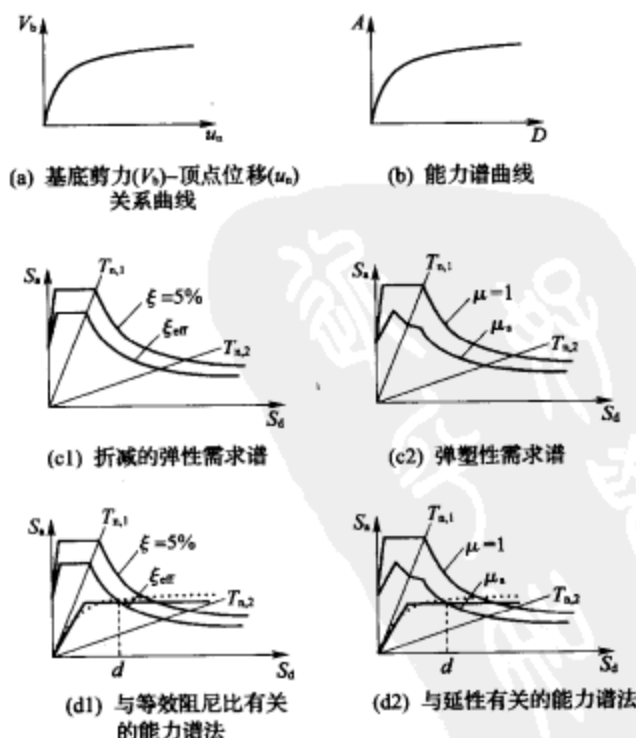 V_b
u_n
(a) 基底剪力(V_b)–顶点位移(u_n)
关系曲线
A
D
(b) 能力谱曲线
S_a
T_n,1
ξ=5%
ξ_eff
T_n,2
S_d
(c1) 折减的弹性需求谱
S_a
T_n,1
μ=1
μ_s
T_n,2
S_d
(c2) 弹塑性需求谱
S_a
T_n,1
ξ=5%
ξ_eff
T_n,2
d
S_d
(d1) 与等效阻尼比有关
的能力谱法
S_a
T_n,1
μ=1
μ_s
T_n,2
d
S_d
(d2) 与延性有关的能力谱法